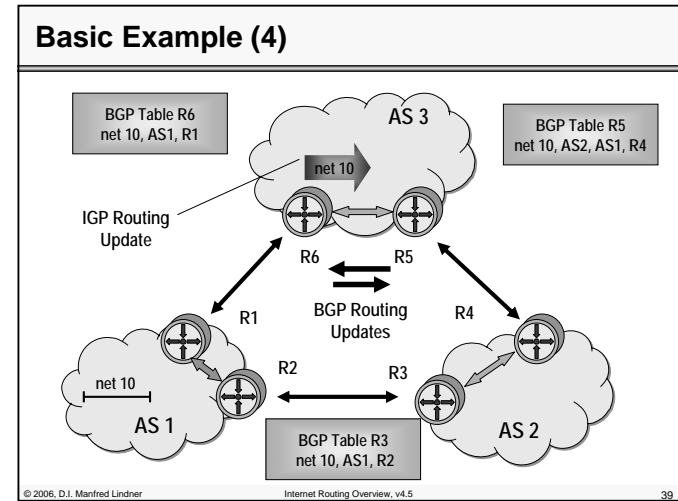 Basic Example (4)
BGP Table R6
net 10, AS1, R1
AS 3
BGP Table R5
net 10, AS2, AS1, R4
net 10
IGP Routing
Update
R6
R5
BGP Routing
Updates
R1
R4
R2
R3
net 10
AS 1
AS 2
BGP Table R3
net 10, AS1, R2
© 2006, D.I. Manfred Lindner
Internet Routing Overview, v4.5
39